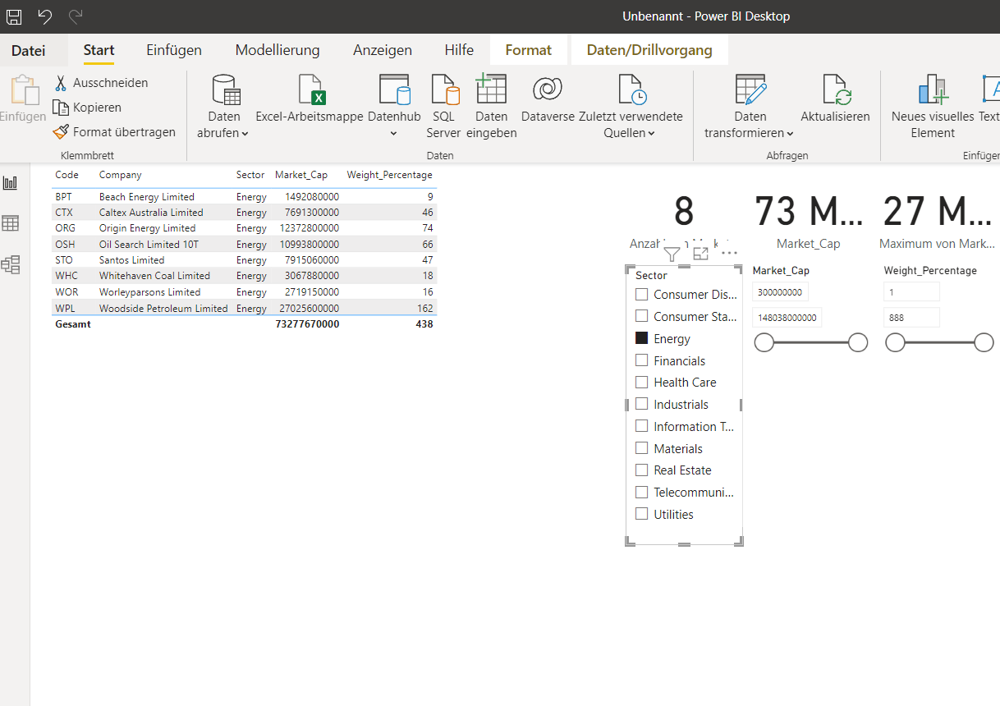 Unbenannt - Power BI Desktop
Datei Start Einfügen Modellierung Anzeigen Hilfe Format Daten/Drillvorgang
Einfügen
Ausschneiden
Kopieren
Format übertragen
Klemmbrett
Daten abrufen
Excel-Arbeitsmappe
Datenhub
SQL Server
Daten eingeben
Dataverse
Zuletzt verwendete Quellen
Daten
Daten transformieren
Aktualisieren
Abfragen
Neues visuelles Element
Text
Einfügen
Code Company Sector Market_Cap Weight_Percentage
BPT Beach Energy Limited Energy 1492080000 9
CTX Caltex Australia Limited Energy 7691300000 46
ORG Origin Energy Limited Energy 12372800000 74
OSH Oil Search Limited 10T Energy 10993800000 66
STO Santos Limited Energy 7915060000 47
WHC Whitehaven Coal Limited Energy 3067880000 18
WOR Worleyparsons Limited Energy 2719150000 16
WPL Woodside Petroleum Limited Energy 27025600000 162
Gesamt 73277670000 438
8
73 M...
Market_Cap
27 M...
Maximum von Mark...
Sector
Consumer Dis...
Consumer Sta...
Energy
Financials
Health Care
Industrials
Information T...
Materials
Real Estate
Telecommuni...
Utilities
Market_Cap
300000000
148038000000
Weight_Percentage
1
888